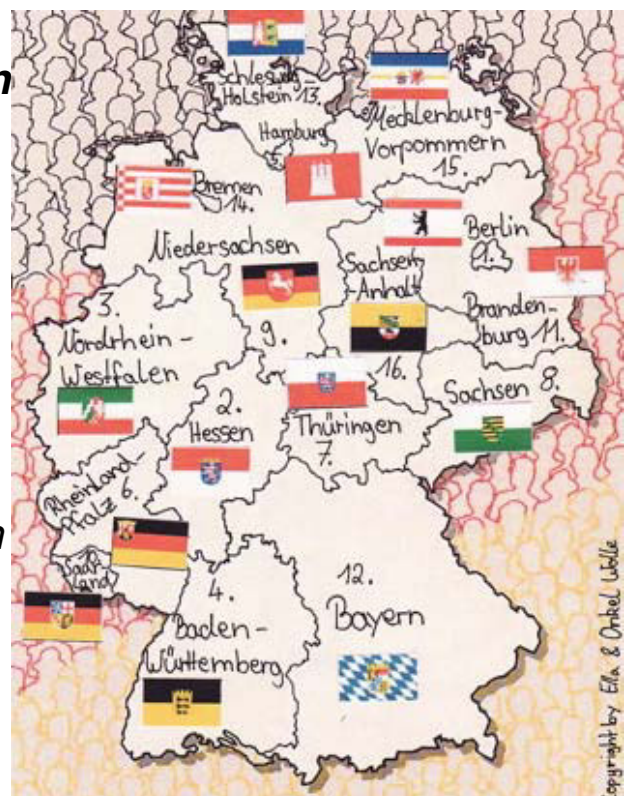 n
Schleswig-
Holstein 13.
Hamburg
5.
Mecklenburg-
Vorpommern
15.
Bremen
14.
Niedersachsen
9.
Berlin
1.
Sachsen
Anhalt
16.
Branden-
burg 11.
3.
Nordrhein-
Westfalen
2.
Hessen
Thüringen
7.
Sachsen 8.
Rheinland-
Pfalz 6.
Saar-
land
4.
Baden-
Württemberg
12.
Bayern
n
Copyright by Ella & Onkel Wolle